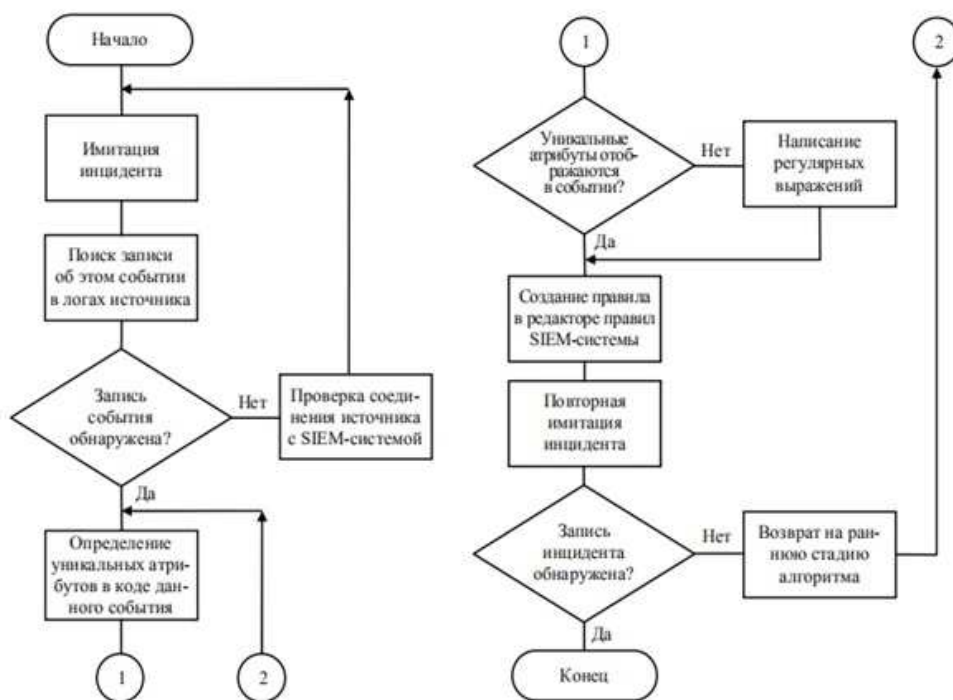 Начало
Имитация
инцидента
Поиск записи
об этом событии
в логах источника
Запись
события
обнаружена?
Нет
Проверка соеди-
нения источника
с SIEM-системой
Да
Определение
уникальных атри-
бутов в коде дан-
ного события
1
2
1
2
Уникальные
атрибуты отоб-
ражаются
в событии?
Нет
Написание
регулярных
выражений
Да
Создание правила
в редакторе правил
SIEM-системы
Повторная
имитация
инцидента
Запись
инцидента
обнаружена?
Нет
Возврат на ран-
нюю стадию
алгоритма
Да
Конец